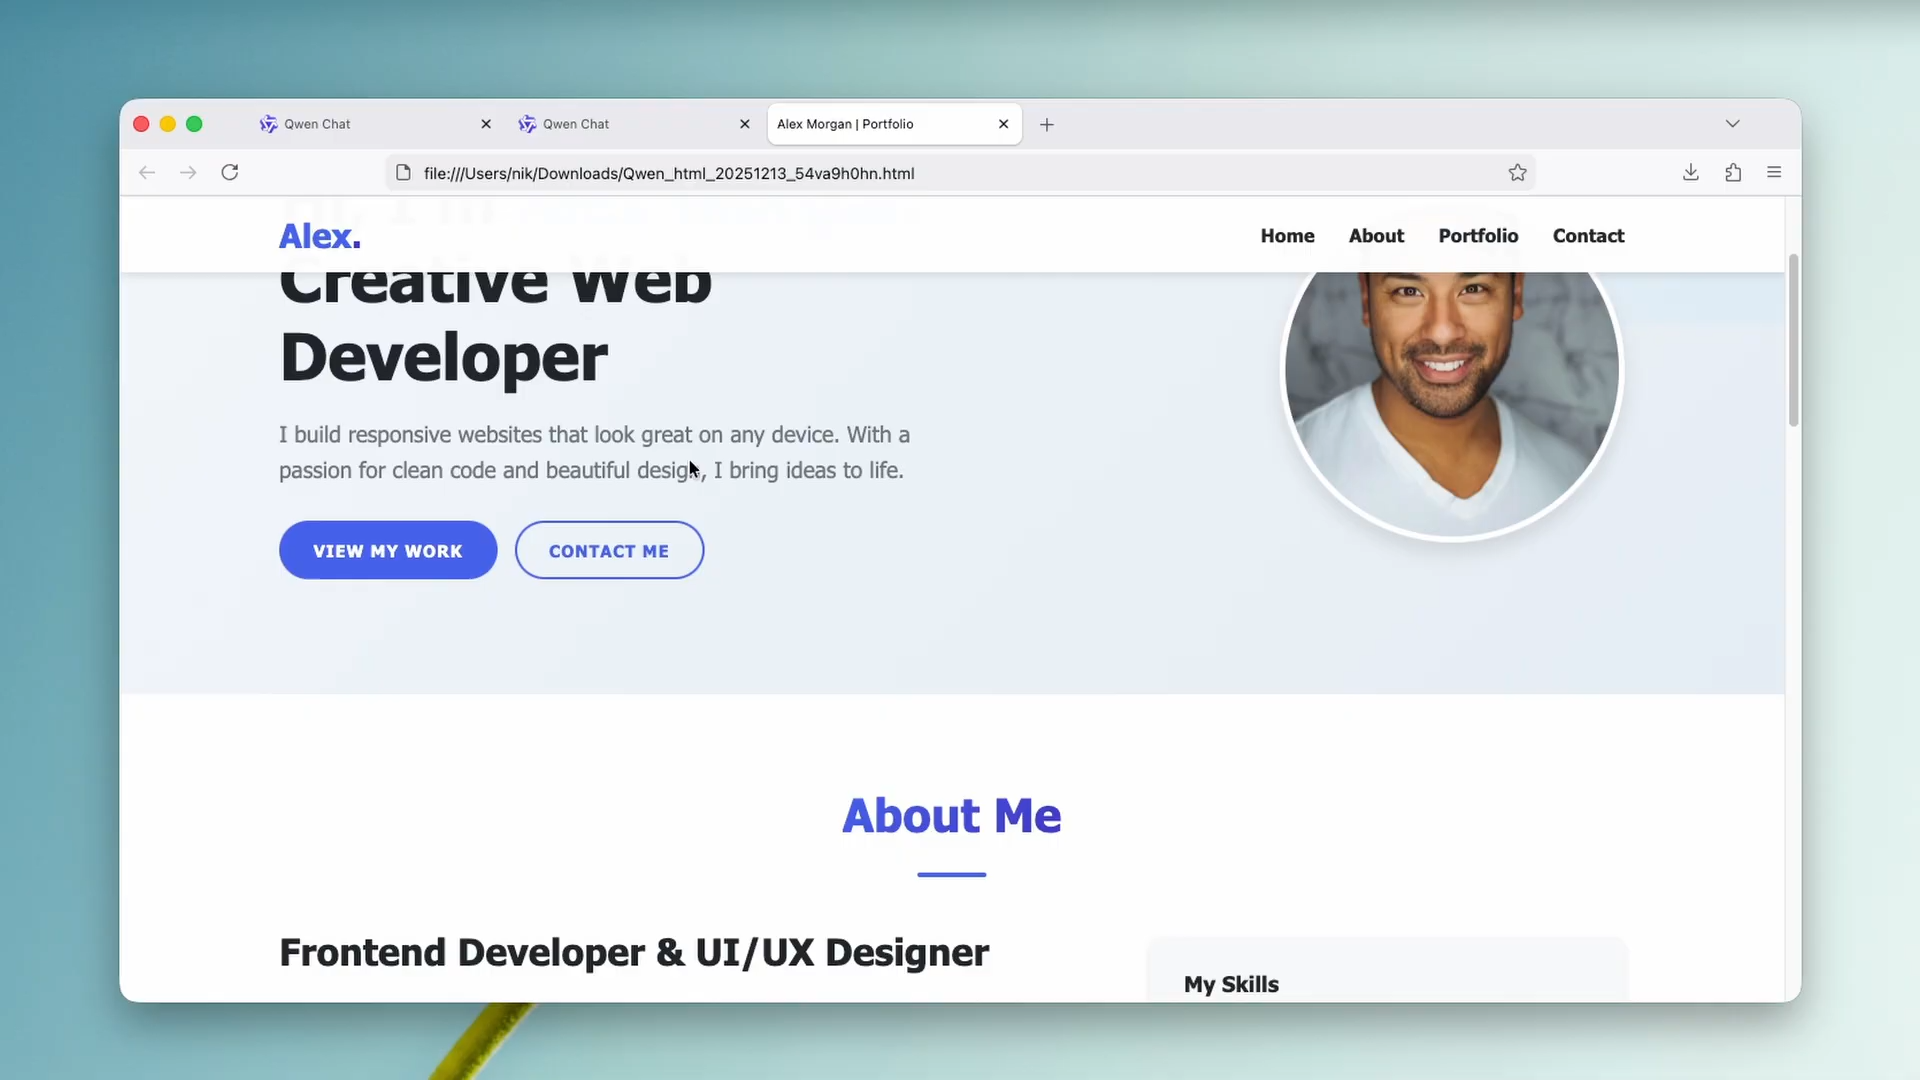 Qwen Chat
Qwen Chat
Alex Morgan | Portfolio
file:///Users/nik/Downloads/Qwen_html_20251213_54va9h0hn.html
Alex.
Home
About
Portfolio
Contact
Creative Web
Developer
I build responsive websites that look great on any device. With a
passion for clean code and beautiful design, I bring ideas to life.
VIEW MY WORK
CONTACT ME
About Me
Frontend Developer & UI/UX Designer
My Skills